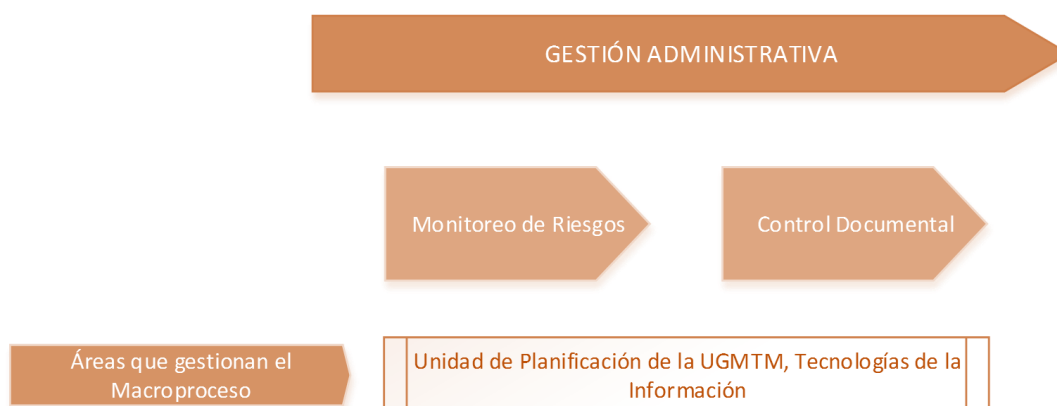 GESTIÓN ADMINISTRATIVA
Monitoreo de Riesgos
Control Documental
Áreas que gestionan el
Macroproceso
Unidad de Planificación de la UGMTM, Tecnologías de la
Información